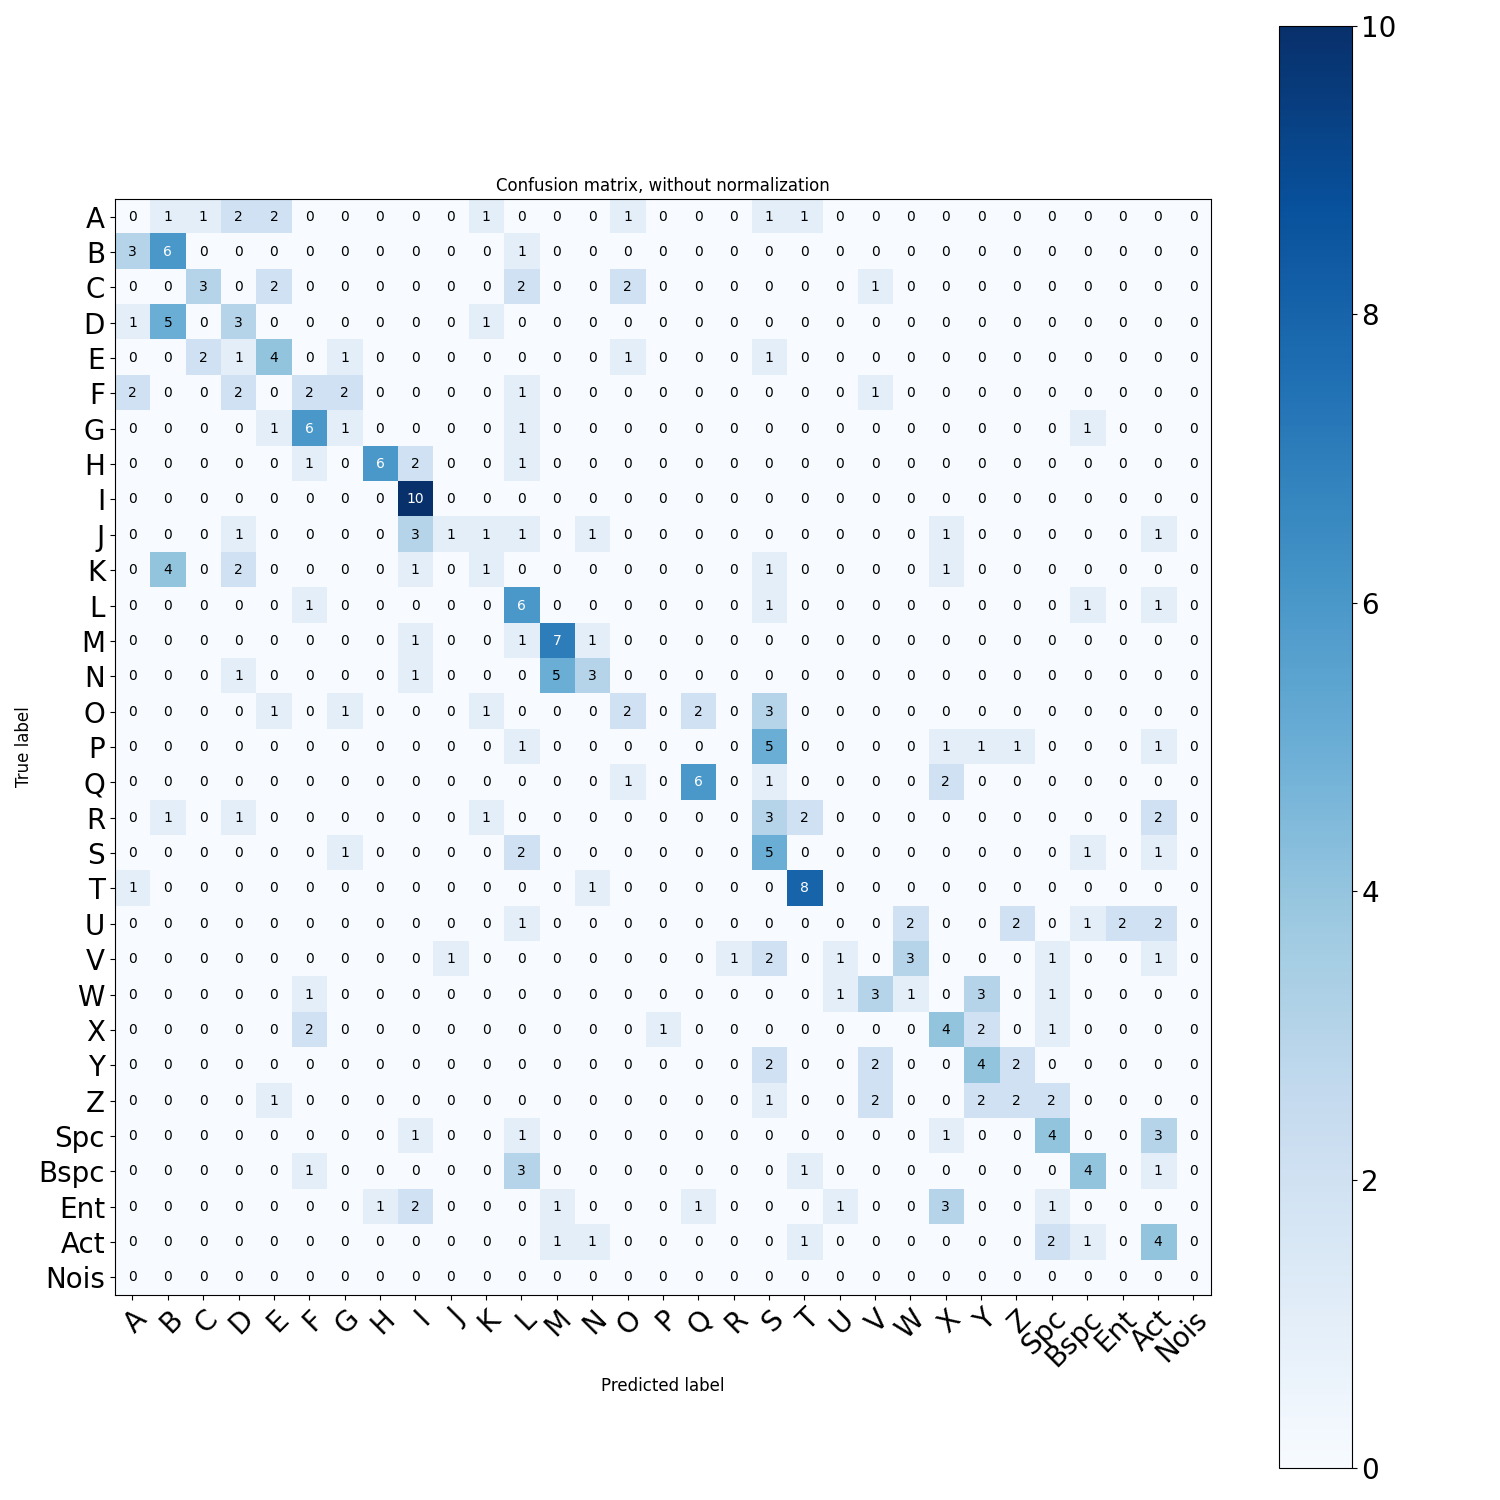 Confusion matrix, without normalization
A 0 1 1 2 2 0 0 0 0 0 1 0 0 0 1 0 0 0 1 1 0 0 0 0 0 0 0 0 0 0 0
B 3 6 0 0 0 0 0 0 0 0 0 1 0 0 0 0 0 0 0 0 0 0 0 0 0 0 0 0 0 0 0
C 0 0 3 0 2 0 0 0 0 0 0 2 0 0 2 0 0 0 0 0 0 1 0 0 0 0 0 0 0 0 0
D 1 5 0 3 0 0 0 0 0 0 1 0 0 0 0 0 0 0 0 0 0 0 0 0 0 0 0 0 0 0 0
E 0 0 2 1 4 0 1 0 0 0 0 0 0 0 1 0 0 0 1 0 0 0 0 0 0 0 0 0 0 0 0
F 2 0 0 2 0 2 2 0 0 0 0 1 0 0 0 0 0 0 0 0 0 1 0 0 0 0 0 0 0 0 0
G 0 0 0 0 1 6 1 0 0 0 0 1 0 0 0 0 0 0 0 0 0 0 0 0 0 0 0 1 0 0 0
H 0 0 0 0 0 1 0 6 2 0 0 1 0 0 0 0 0 0 0 0 0 0 0 0 0 0 0 0 0 0 0
I 0 0 0 0 0 0 0 0 10 0 0 0 0 0 0 0 0 0 0 0 0 0 0 0 0 0 0 0 0 0 0
J 0 0 0 1 0 0 0 0 3 1 1 1 0 1 0 0 0 0 0 0 0 0 0 1 0 0 0 0 0 1 0
K 0 4 0 2 0 0 0 0 1 0 1 0 0 0 0 0 0 0 1 0 0 0 0 1 0 0 0 0 0 0 0
L 0 0 0 0 0 1 0 0 0 0 0 6 0 0 0 0 0 0 1 0 0 0 0 0 0 0 0 1 0 1 0
M 0 0 0 0 0 0 0 0 1 0 0 1 7 1 0 0 0 0 0 0 0 0 0 0 0 0 0 0 0 0 0
N 0 0 0 1 0 0 0 0 1 0 0 0 5 3 0 0 0 0 0 0 0 0 0 0 0 0 0 0 0 0 0
O 0 0 0 0 1 0 1 0 0 0 1 0 0 0 2 0 2 0 3 0 0 0 0 0 0 0 0 0 0 0 0
P 0 0 0 0 0 0 0 0 0 0 0 1 0 0 0 0 0 0 5 0 0 0 0 1 1 1 0 0 0 1 0
Q 0 0 0 0 0 0 0 0 0 0 0 0 0 0 1 0 6 0 1 0 0 0 0 2 0 0 0 0 0 0 0
R 0 1 0 1 0 0 0 0 0 0 1 0 0 0 0 0 0 0 3 2 0 0 0 0 0 0 0 0 0 2 0
S 0 0 0 0 0 0 1 0 0 0 0 2 0 0 0 0 0 0 5 0 0 0 0 0 0 0 0 1 0 1 0
T 1 0 0 0 0 0 0 0 0 0 0 0 0 1 0 0 0 0 0 8 0 0 0 0 0 0 0 0 0 0 0
U 0 0 0 0 0 0 0 0 0 0 0 1 0 0 0 0 0 0 0 0 0 0 2 0 0 2 0 1 2 2 0
V 0 0 0 0 0 0 0 0 0 1 0 0 0 0 0 0 0 1 2 0 1 0 3 0 0 0 1 0 0 1 0
W 0 0 0 0 0 1 0 0 0 0 0 0 0 0 0 0 0 0 0 0 1 3 1 0 3 0 1 0 0 0 0
X 0 0 0 0 0 2 0 0 0 0 0 0 0 0 0 1 0 0 0 0 0 0 0 4 2 0 1 0 0 0 0
Y 0 0 0 0 0 0 0 0 0 0 0 0 0 0 0 0 0 0 2 0 0 2 0 0 4 2 0 0 0 0 0
Z 0 0 0 0 1 0 0 0 0 0 0 0 0 0 0 0 0 0 1 0 0 2 0 0 2 2 2 0 0 0 0
Spc 0 0 0 0 0 0 0 0 1 0 0 1 0 0 0 0 0 0 0 0 0 0 0 1 0 0 4 0 0 3 0
Bspc 0 0 0 0 0 1 0 0 0 0 0 3 0 0 0 0 0 0 0 1 0 0 0 0 0 0 0 4 0 1 0
Ent 0 0 0 0 0 0 0 1 2 0 0 0 1 0 0 0 1 0 0 0 1 0 0 3 0 0 1 0 0 0 0
Act 0 0 0 0 0 0 0 0 0 0 0 0 1 1 0 0 0 0 0 1 0 0 0 0 0 0 2 1 0 4 0
Nois 0 0 0 0 0 0 0 0 0 0 0 0 0 0 0 0 0 0 0 0 0 0 0 0 0 0 0 0 0 0 0
A B C D E F G H I J K L M N O P Q R S T U V W X Y Z Spc Bspc Ent Act Nois
Predicted label
True label
10
8
6
4
2
0